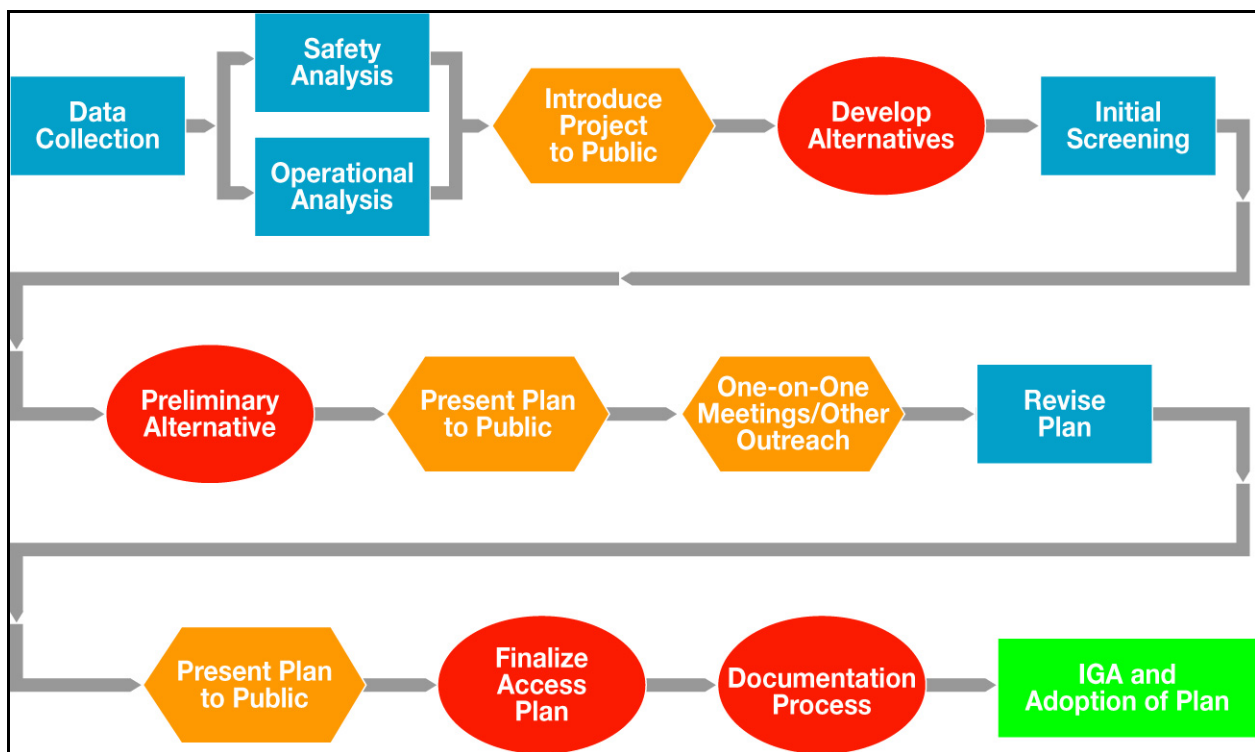 Data
Collection
Safety
Analysis
Operational
Analysis
Introduce
Project
to Public
Develop
Alternatives
Initial
Screening
Preliminary
Alternative
Present Plan
to Public
One-on-One
Meetings/Other
Outreach
Revise
Plan
Present Plan
to Public
Finalize
Access
Plan
Documentation
Process
IGA and
Adoption of Plan